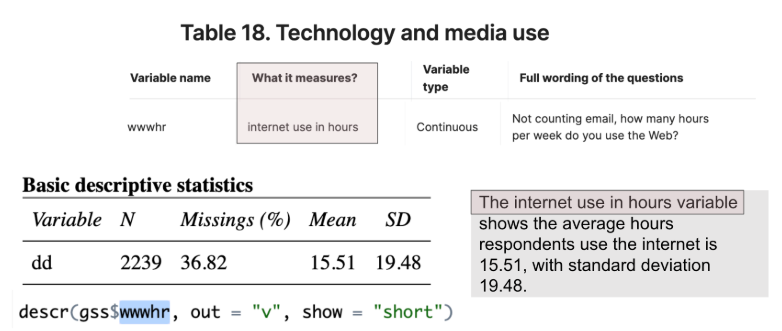 Table 18. Technology and media use
Variable name What it measures? Variable type Full wording of the questions
wwwhr internet use in hours Continuous Not counting email, how many hours per week do you use the Web?
Basic descriptive statistics
Variable N Missings (%) Mean SD
dd 2239 36.82 15.51 19.48
descr(gss$wwwhr, out = "v", show = "short")
The internet use in hours variable
shows the average hours
respondents use the internet is
15.51, with standard deviation
19.48.